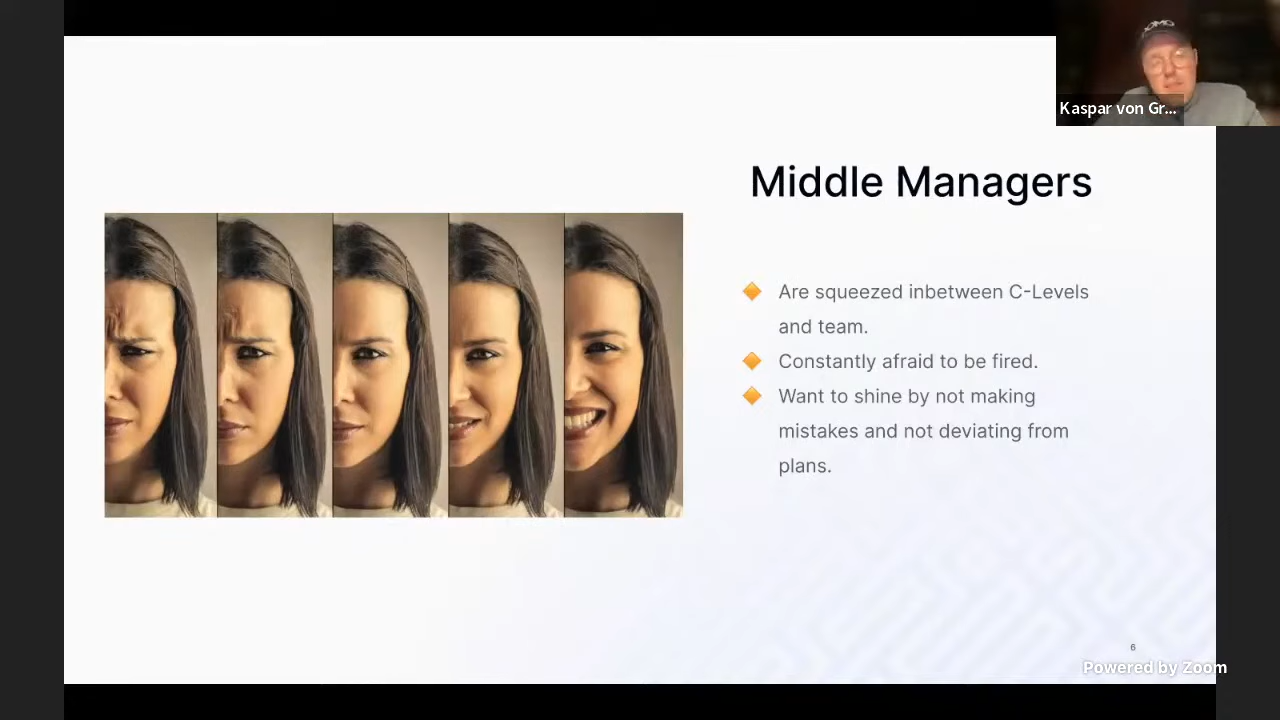 Kaspar von Gr...
Middle Managers
Are squeezed inbetween C-Levels
and team.
Constantly afraid to be fired.
Want to shine by not making
mistakes and not deviating from
plans.
6
Powered by Zoom